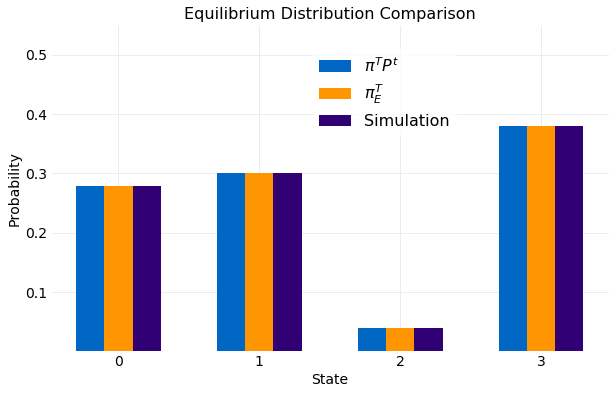 Equilibrium Distribution Comparison
π^T P^t
π_E^T
Simulation
0.5
0.4
0.3
0.2
0.1
Probability
0 1 2 3
State